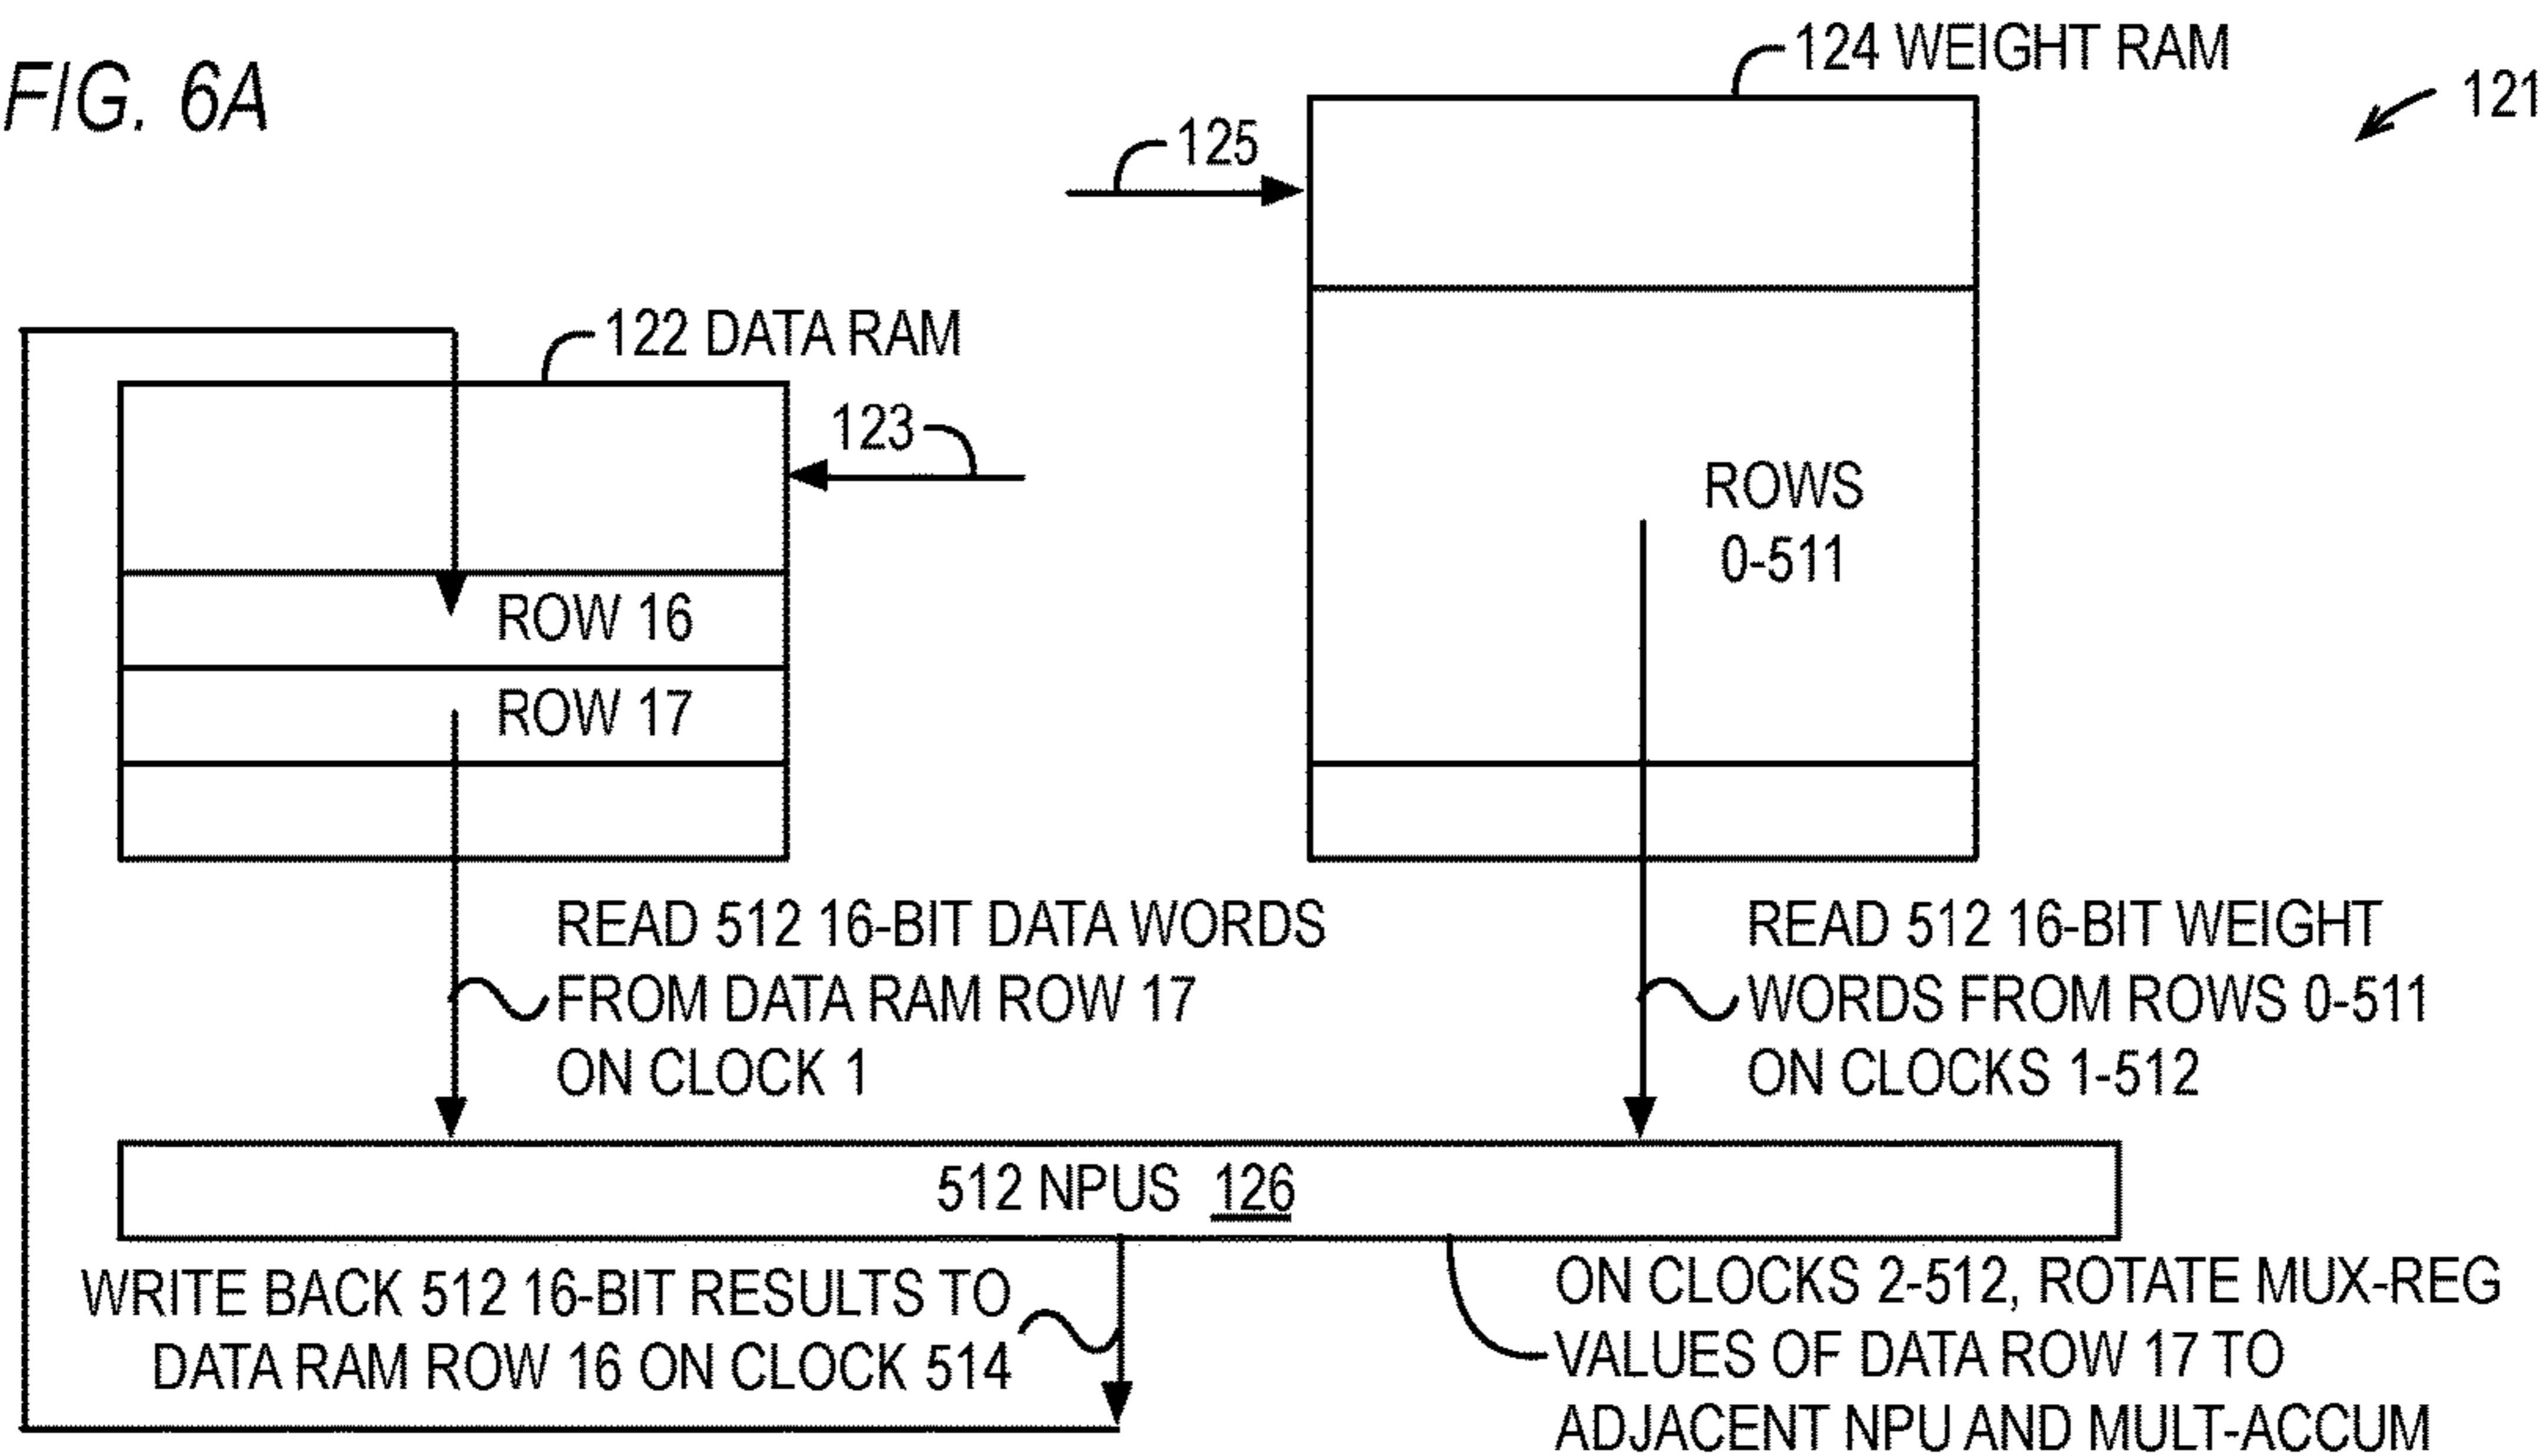 FIG. 6A
124 WEIGHT RAM
121
125
122 DATA RAM
123
ROWS
0-511
ROW 16
ROW 17
READ 512 16-BIT DATA WORDS
FROM DATA RAM ROW 17
ON CLOCK 1
READ 512 16-BIT WEIGHT
WORDS FROM ROWS 0-511
ON CLOCKS 1-512
512 NPUS 126
WRITE BACK 512 16-BIT RESULTS TO
DATA RAM ROW 16 ON CLOCK 514
ON CLOCKS 2-512, ROTATE MUX-REG
VALUES OF DATA ROW 17 TO
ADJACENT NPU AND MULT-ACCUM